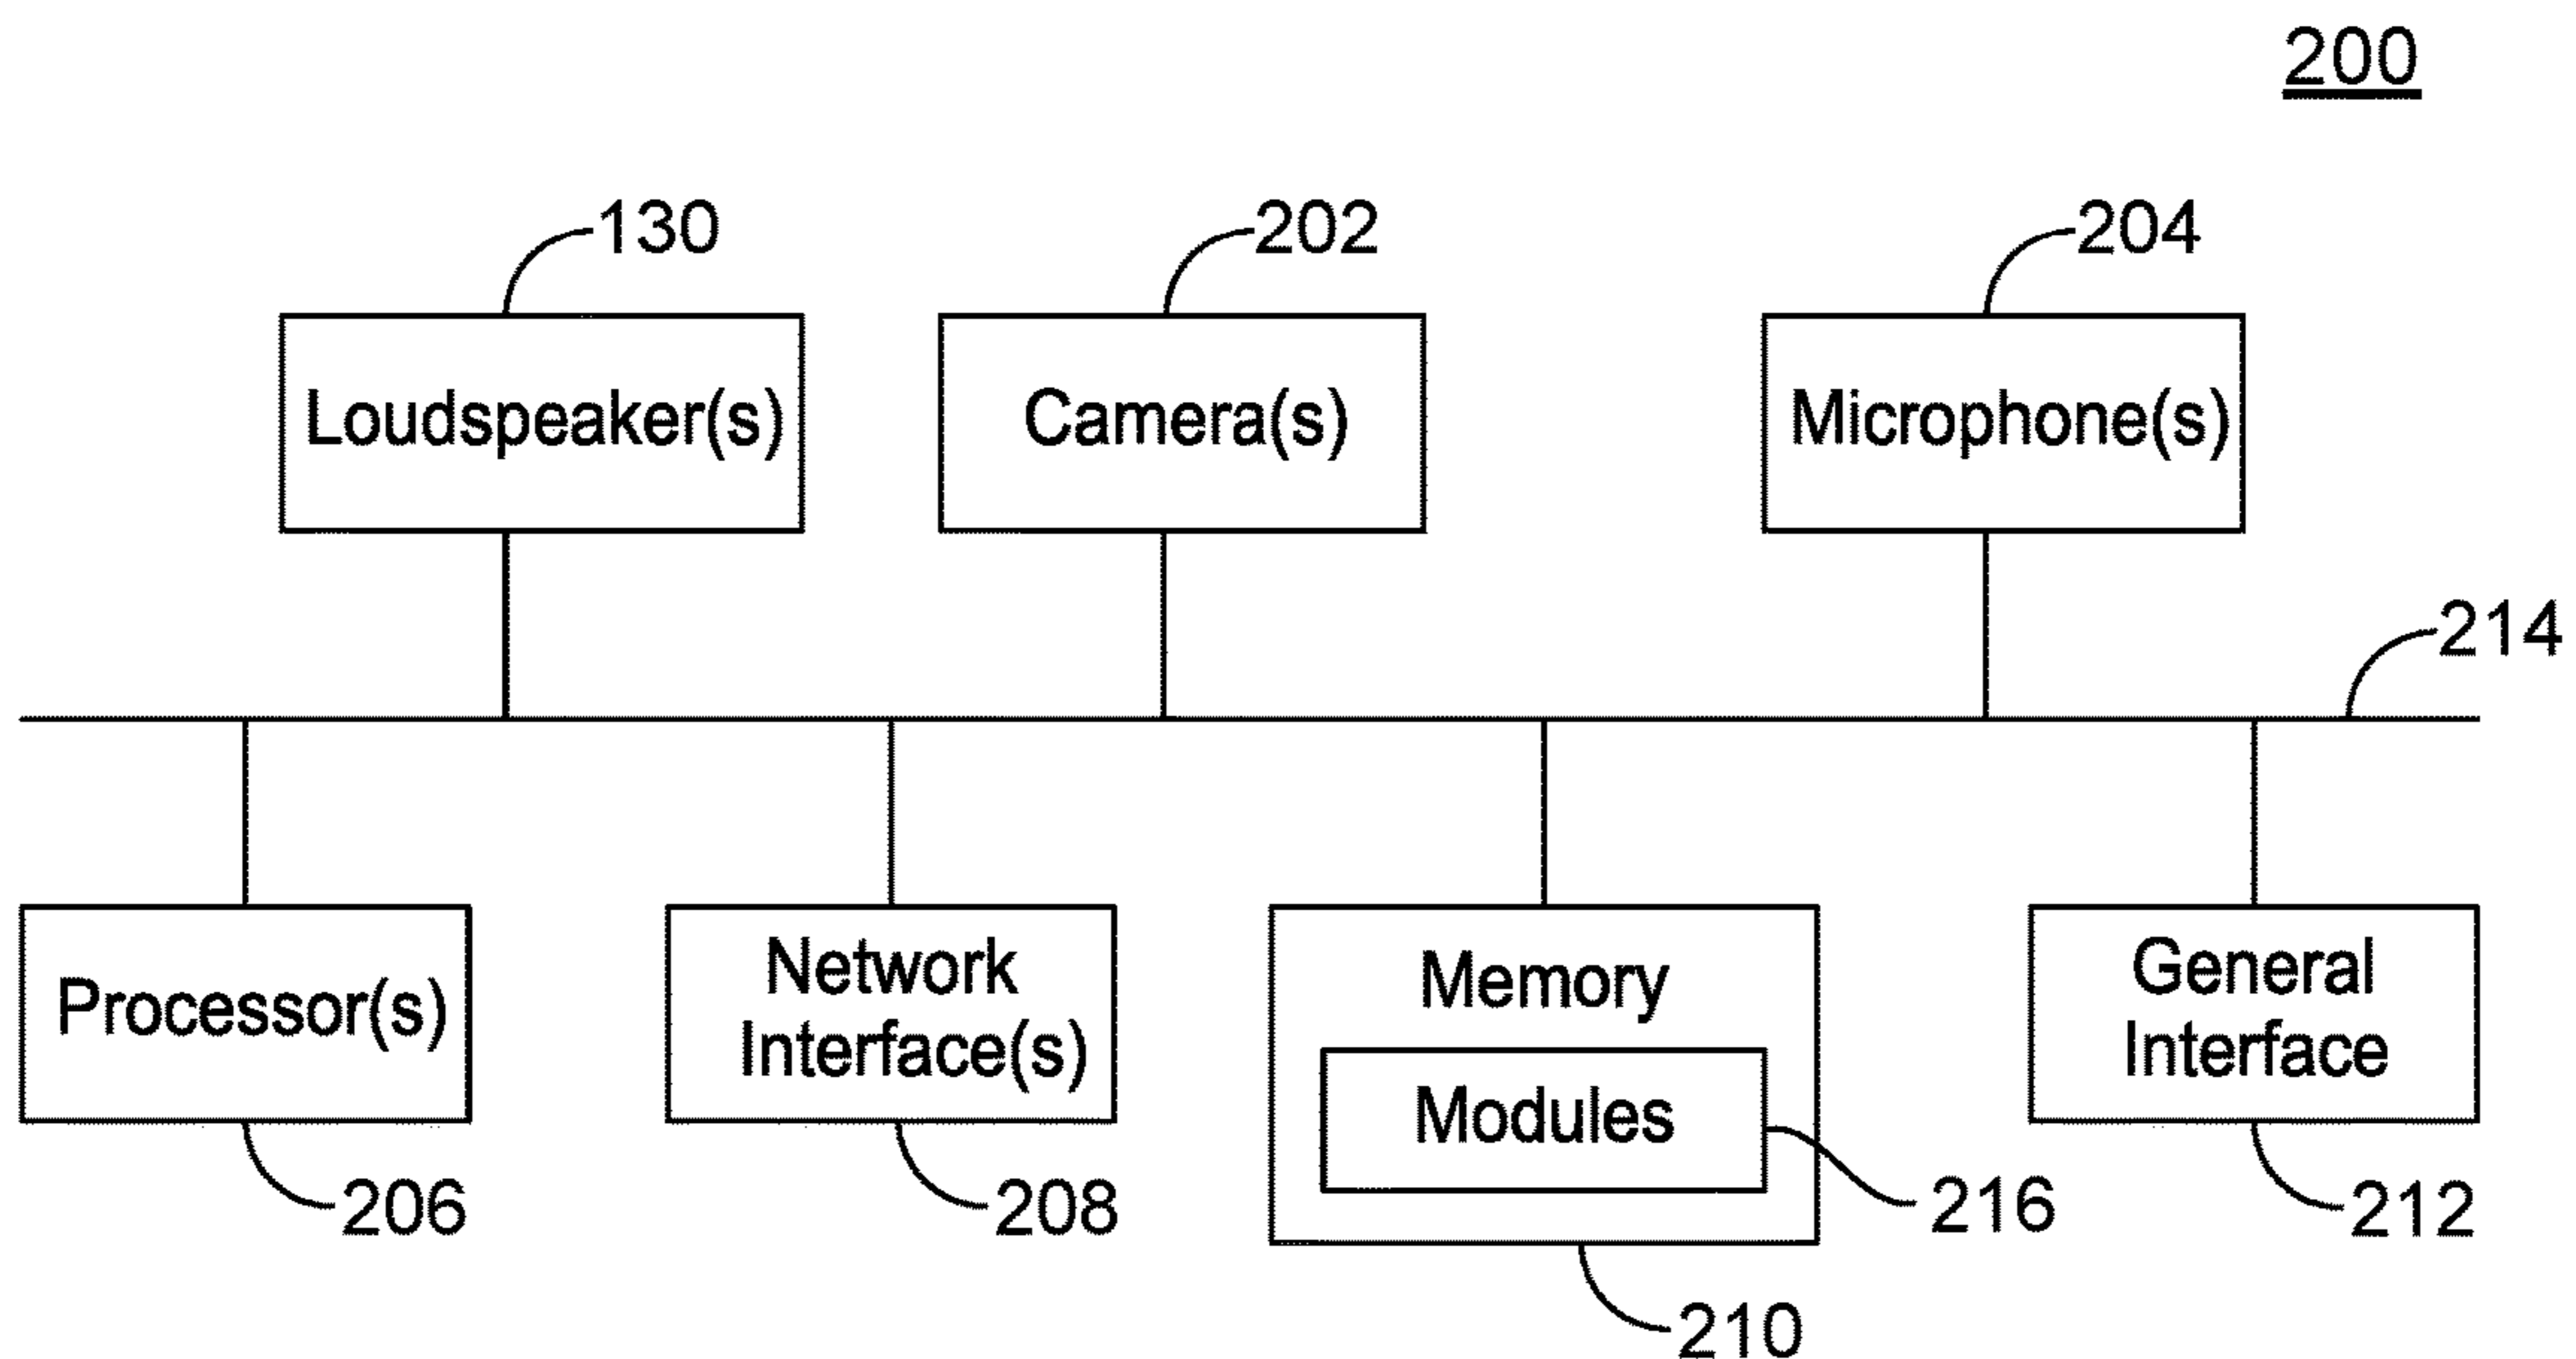 200
130
202
204
Loudspeaker(s)
Camera(s)
Microphone(s)
214
Processor(s)
Network
Interface(s)
Memory
Modules
General
Interface
206
208
216
212
210